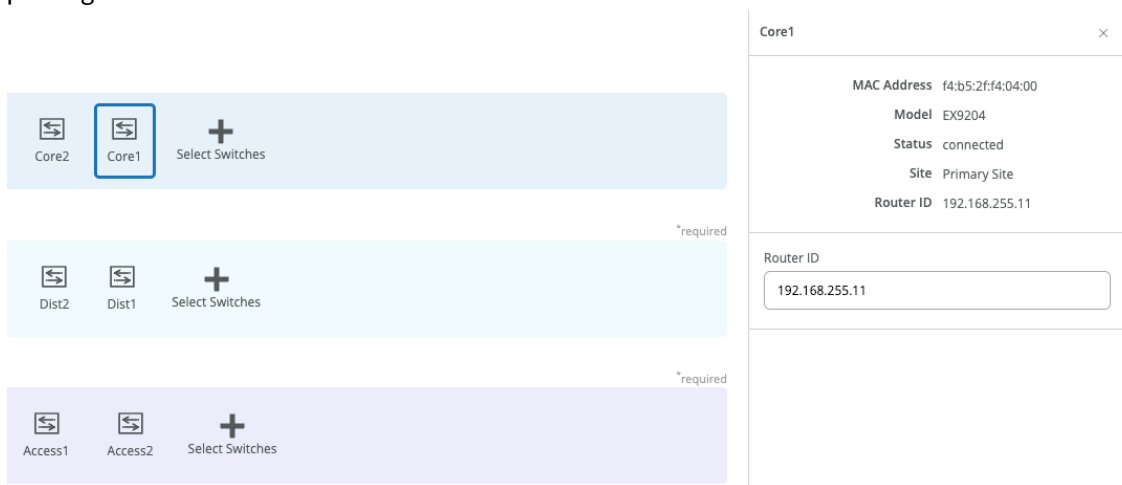 Core2
Core1
Select Switches
*required
Dist2
Dist1
Select Switches
*required
Access1
Access2
Select Switches
Core1
MAC Address f4:b5:2f:f4:04:00
Model EX9204
Status connected
Site Primary Site
Router ID 192.168.255.11
Router ID
192.168.255.11